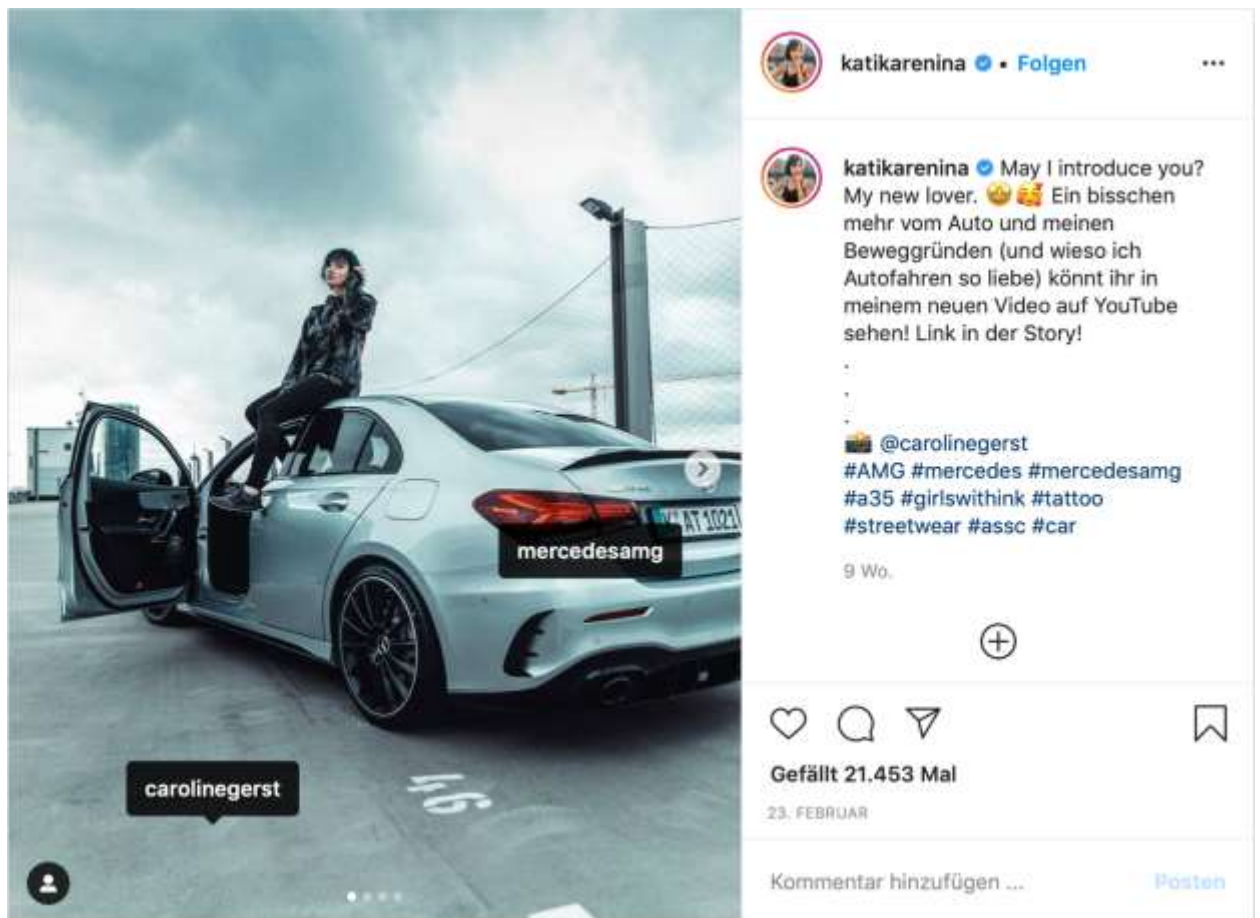 katikarenina • Folgen
katikarenina May I introduce you?
My new lover. 🤩🥰 Ein bisschen
mehr vom Auto und meinen
Beweggründen (und wieso ich
Autofahren so liebe) könnt ihr in
meinem neuen Video auf YouTube
sehen! Link in der Story!
.
.
.
📸 @carolinegerst
#AMG #mercedes #mercedesamg
#a35 #girlswithink #tattoo
#streetwear #assc #car
9 Wo.
Gefällt 21.453 Mal
23. FEBRUAR
Kommentar hinzufügen ...
Posten
AT 1021
mercedesamg
carolinegerst
46